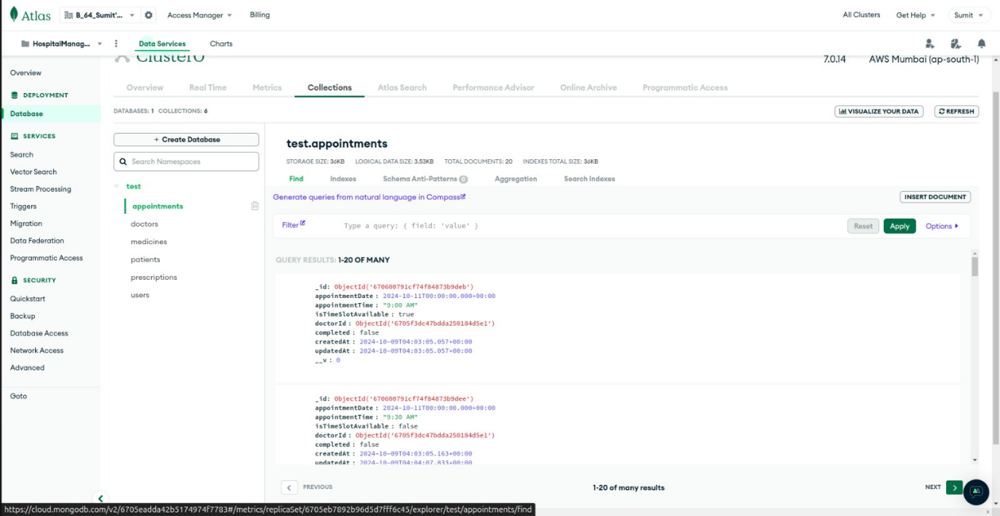 Atlas
B_64_Sumit'... Access Manager Billing All Clusters Get Help Sumit
HospitalManag... Data Services Charts
Cluster0 7.0.14 AWS Mumbai (ap-south-1)
Overview
DEPLOYMENT
Database
SERVICES
Search
Vector Search
Stream Processing
Triggers
Migration
Data Federation
Programmatic Access
SECURITY
Quickstart
Backup
Database Access
Network Access
Advanced
Goto
Overview Real Time Metrics Collections Atlas Search Performance Advisor Online Archive Programmatic Access
DATABASES: 1 COLLECTIONS: 6 VISUALIZE YOUR DATA REFRESH
+ Create Database
Search Namespaces
test
appointments
doctors
medicines
patients
prescriptions
users
test.appointments
STORAGE SIZE: 36KB LOGICAL DATA SIZE: 3.53KB TOTAL DOCUMENTS: 20 INDEXES TOTAL SIZE: 36KB
Find Indexes Schema Anti-Patterns 0 Aggregation Search Indexes
Generate queries from natural language in Compass INSERT DOCUMENT
Filter Type a query: { field: 'value' } Reset Apply Options
QUERY RESULTS: 1-20 OF MANY
_id: ObjectId('670600791cf74f84873b9deb')
appointmentDate : 2024-10-11T00:00:00.000+00:00
appointmentTime : "9:00 AM"
isTimeSlotAvailable : true
doctorId : ObjectId('6705f3dc47bdda250184d5e1')
completed : false
createdAt : 2024-10-09T04:03:05.057+00:00
updatedAt : 2024-10-09T04:03:05.057+00:00
__v : 0
_id: ObjectId('670600791cf74f84873b9dee')
appointmentDate : 2024-10-11T00:00:00.000+00:00
appointmentTime : "9:30 AM"
isTimeSlotAvailable : false
doctorId : ObjectId('6705f3dc47bdda250184d5e1')
completed : false
createdAt : 2024-10-09T04:03:05.163+00:00
updatedAt : 2024-10-09T04:04:07.833+00:00
PREVIOUS 1-20 of many results NEXT
https://cloud.mongodb.com/v2/6705eadda42b5174974f7783#/metrics/replicaSet/6705eb7892b96d5d7fff6c45/explorer/test/appointments/find